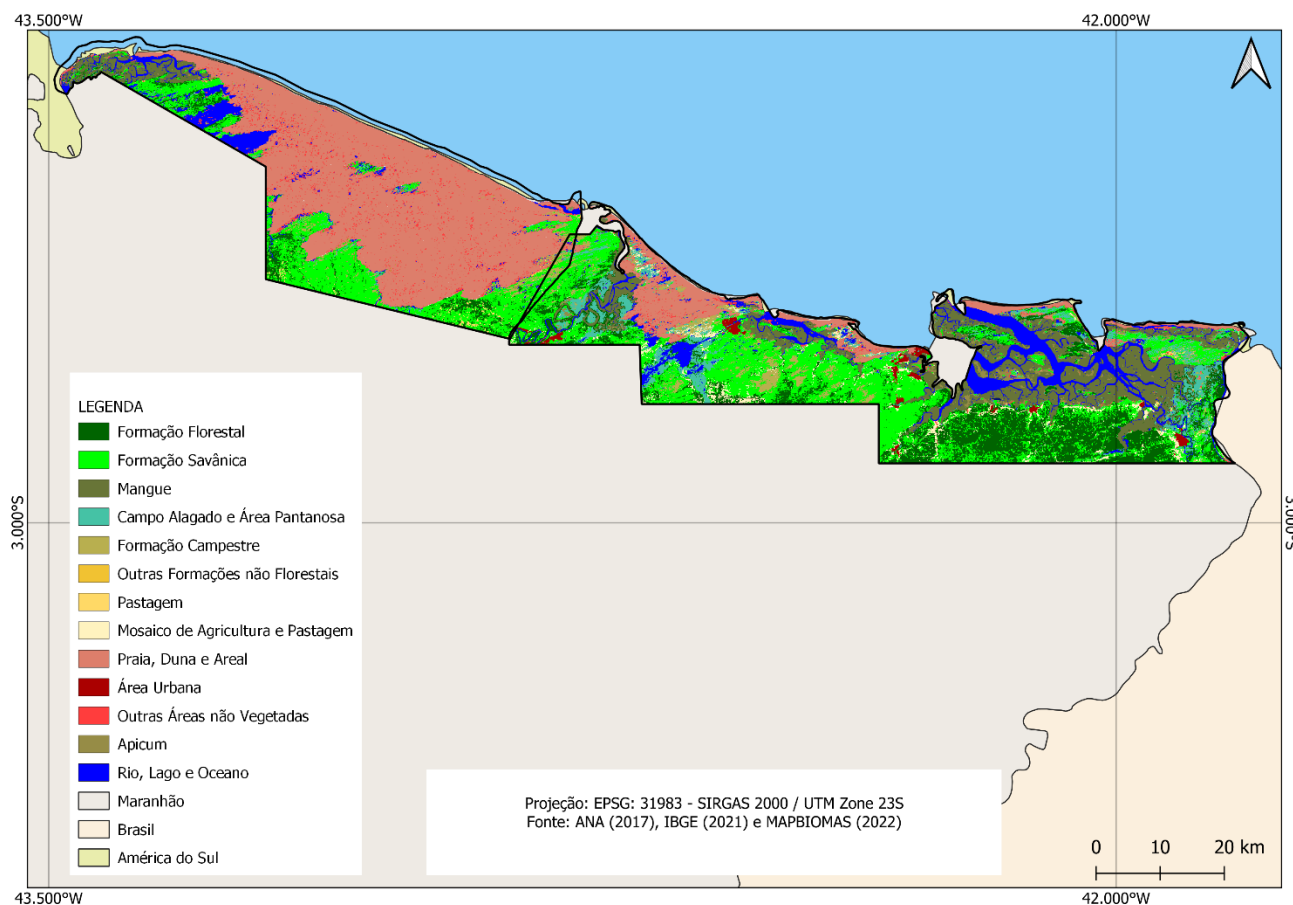 43.500°W
42.000°W
LEGENDA
Formação Florestal
Formação Savânica
Mangue
Campo Alagado e Área Pantanosa
Formação Campestre
Outras Formações não Florestais
Pastagem
Mosaico de Agricultura e Pastagem
Praia, Duna e Areal
Área Urbana
Outras Áreas não Vegetadas
Apicum
Rio, Lago e Oceano
Maranhão
Brasil
América do Sul
3.000°S
3.000°S
Projeção: EPSG: 31983 - SIRGAS 2000 / UTM Zone 23S
Fonte: ANA (2017), IBGE (2021) e MAPBIOMAS (2022)
0 10 20 km
43.500°W
42.000°W